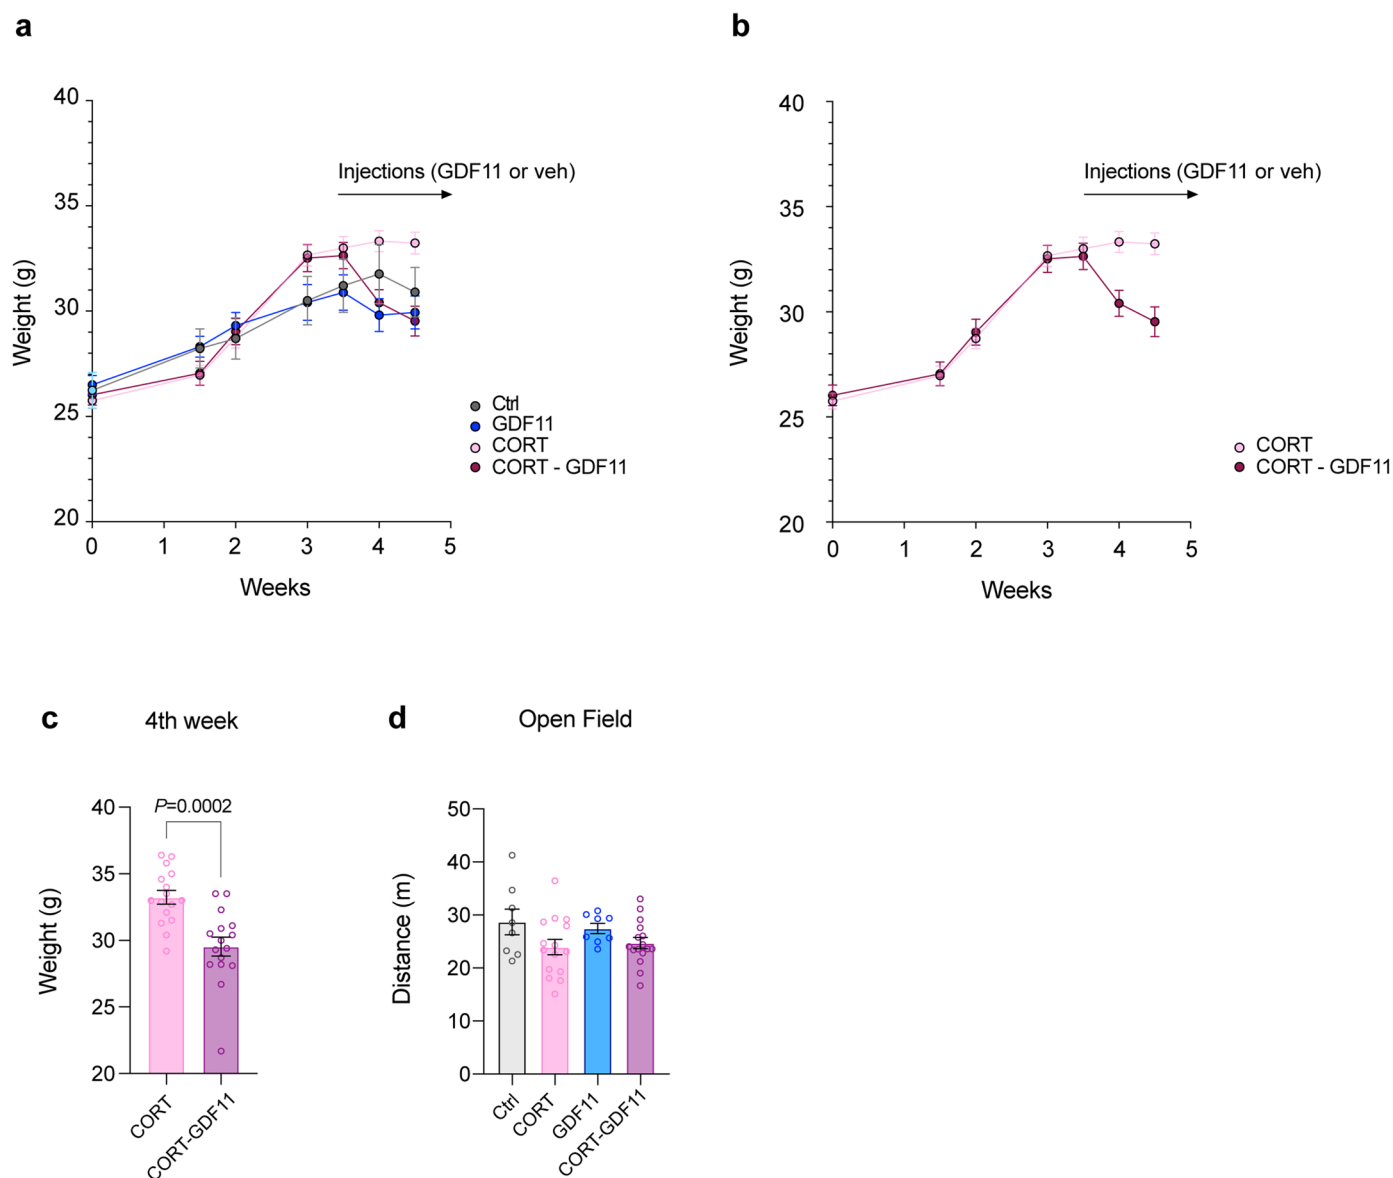 a
40
35
30
25
20
Weight (g)
Injections (GDF11 or veh)
Ctrl
GDF11
CORT
CORT - GDF11
0 1 2 3 4 5
Weeks
b
40
35
30
25
20
Weight (g)
Injections (GDF11 or veh)
CORT
CORT - GDF11
0 1 2 3 4 5
Weeks
c
4th week
P=0.0002
40
35
30
25
20
Weight (g)
CORT
CORT-GDF11
d
Open Field
50
40
30
20
10
0
Distance (m)
Ctrl
CORT
GDF11
CORT-GDF11